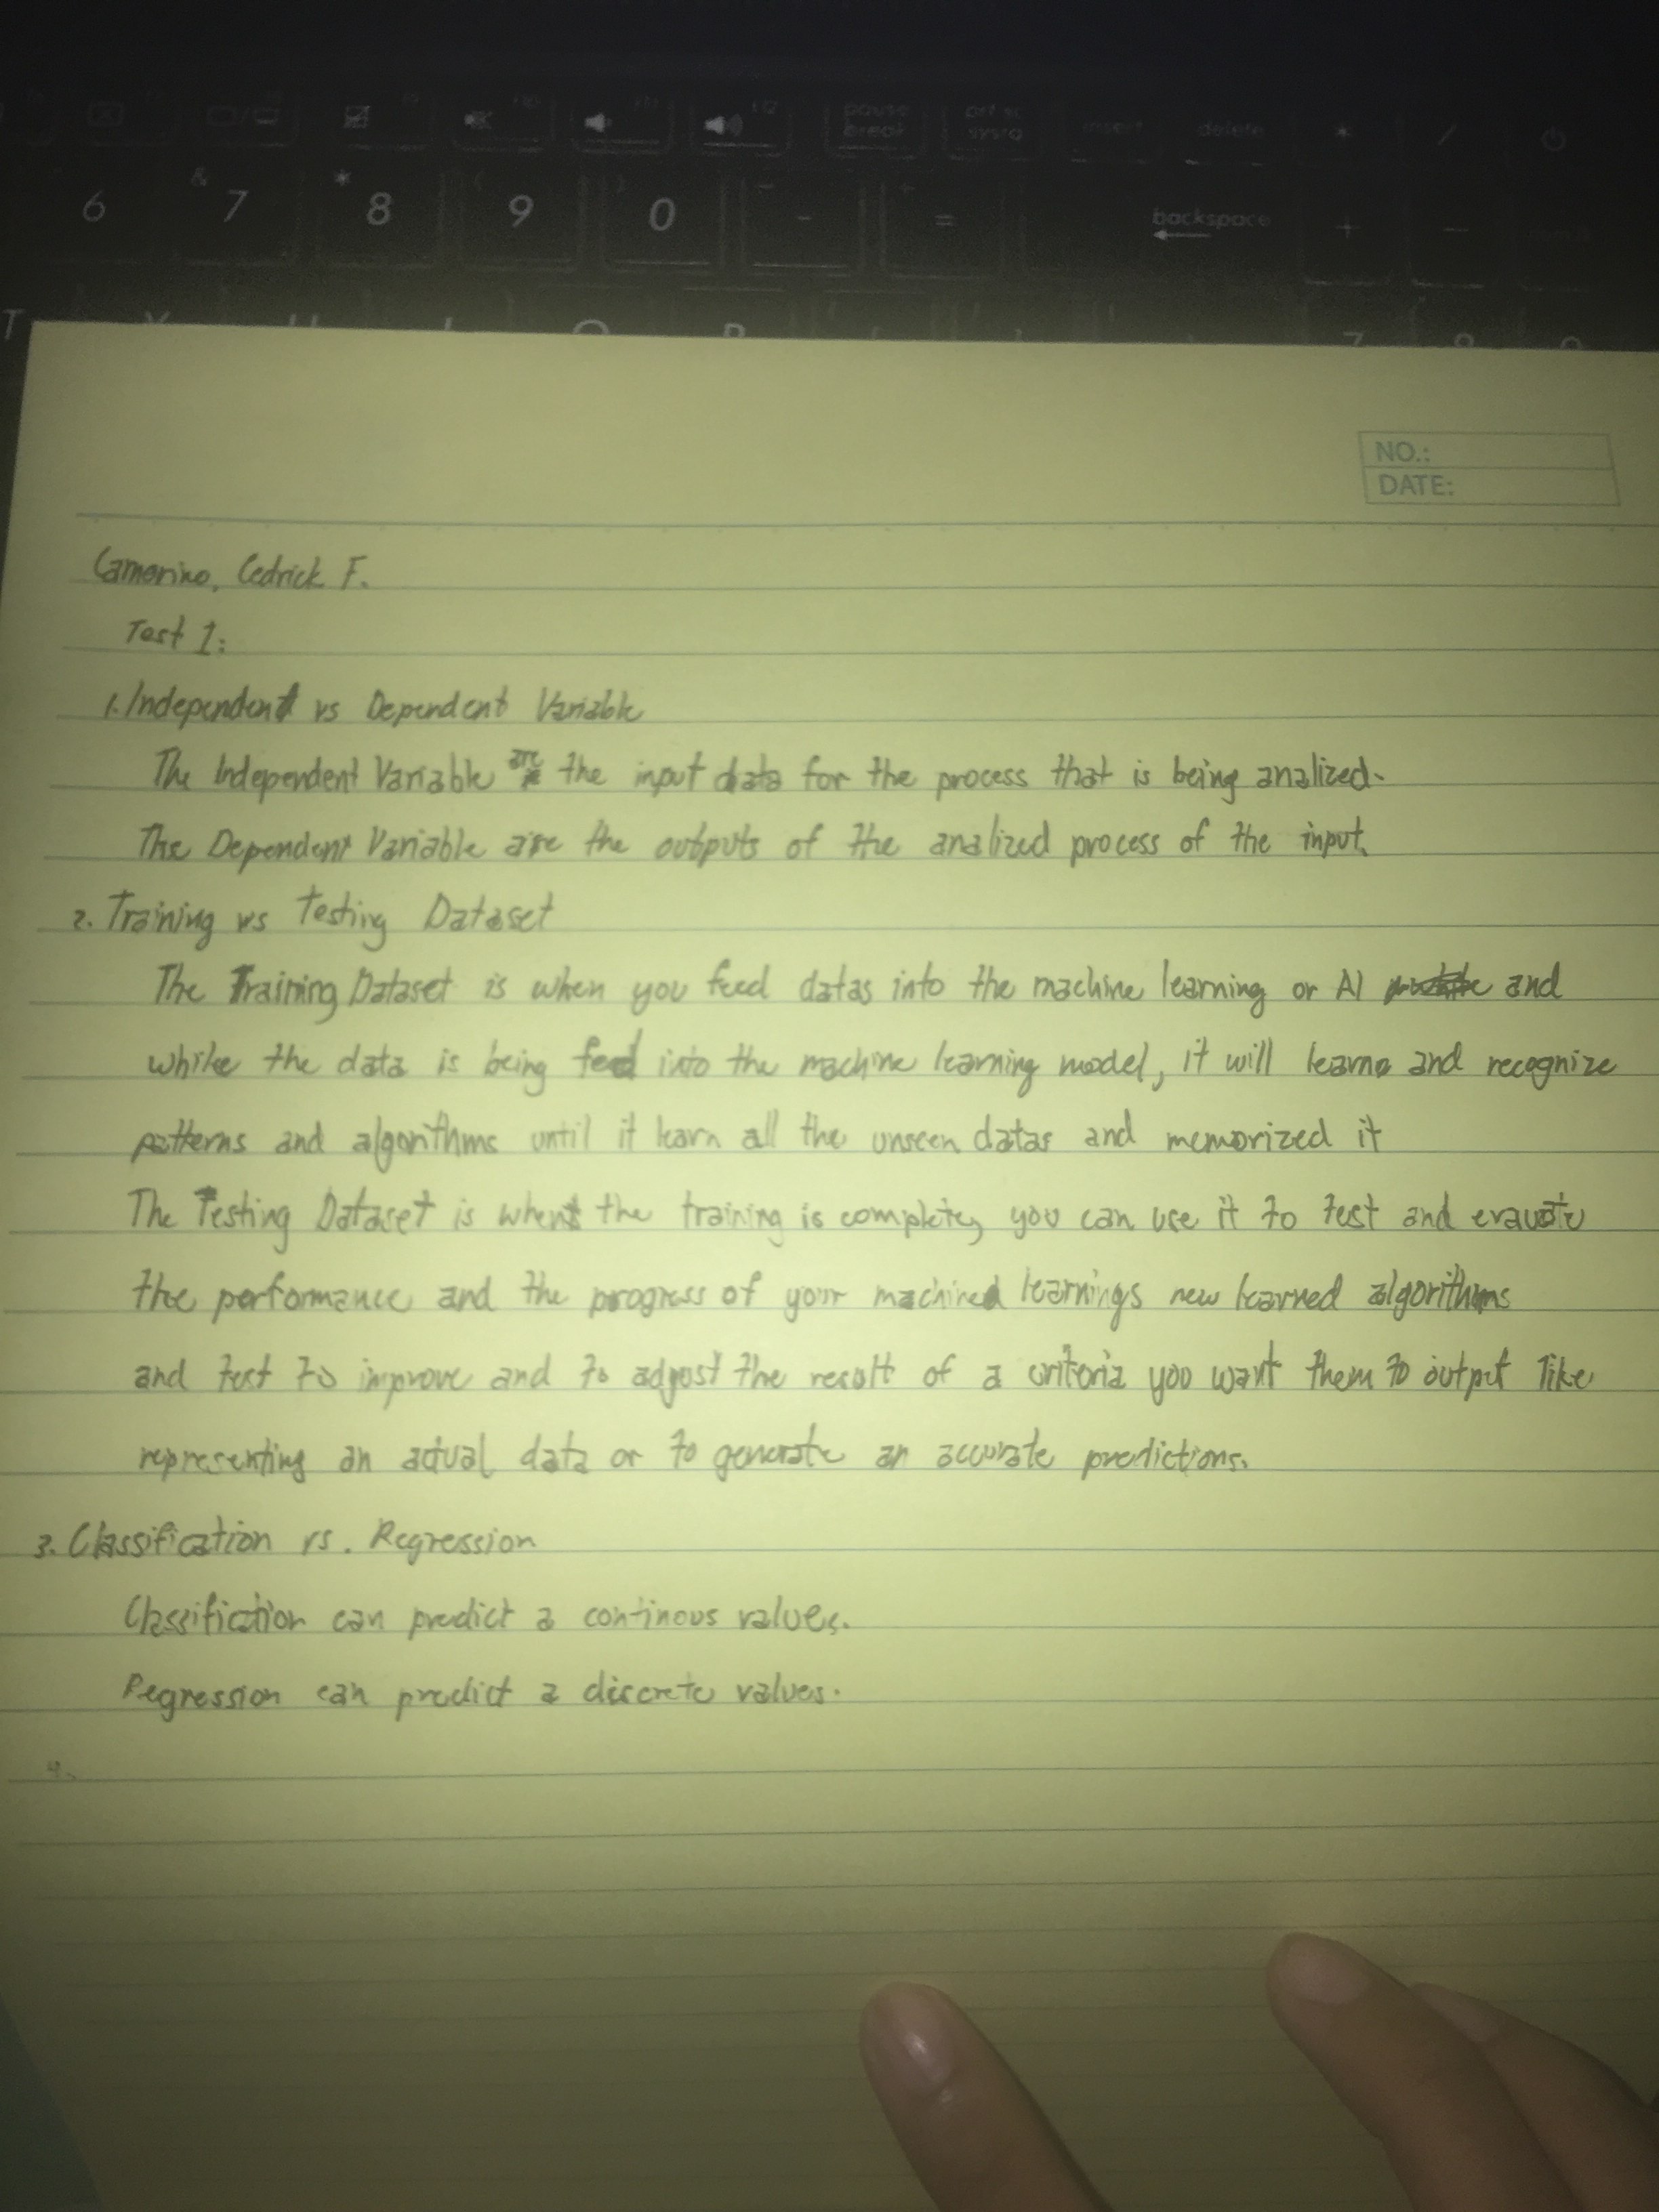 pause break
prt sc sysrq
insert
delete
*
/
6
& 7
* 8
9
0
-
=
backspace
+
-
T
NO.:
DATE:
Camorino, Cedrick F.
Test 1:
1. Independent vs Dependent Variable
The Independent Variable are the input data for the process that is being analized.
The Dependent Variable are the outputs of the analized process of the input.
2. Training vs Testing Dataset
The Training Dataset is when you feed datas into the machine learning or AI and
while the data is being feed into the machine learning model, it will learn and recognize
patterns and algorithms until it learn all the unseen datas and memorized it
The Testing Dataset is when the training is complete, you can use it to test and
the performance and the progress of your machine learnings new learned algorithms
and test to improve and to adjust the result of a criteria you want them to output like
representing an actual data or to generate an accurate predictions.
3. Classification vs. Regression
Classification can predict a continous values.
Regression can predict a discrete values.
4.